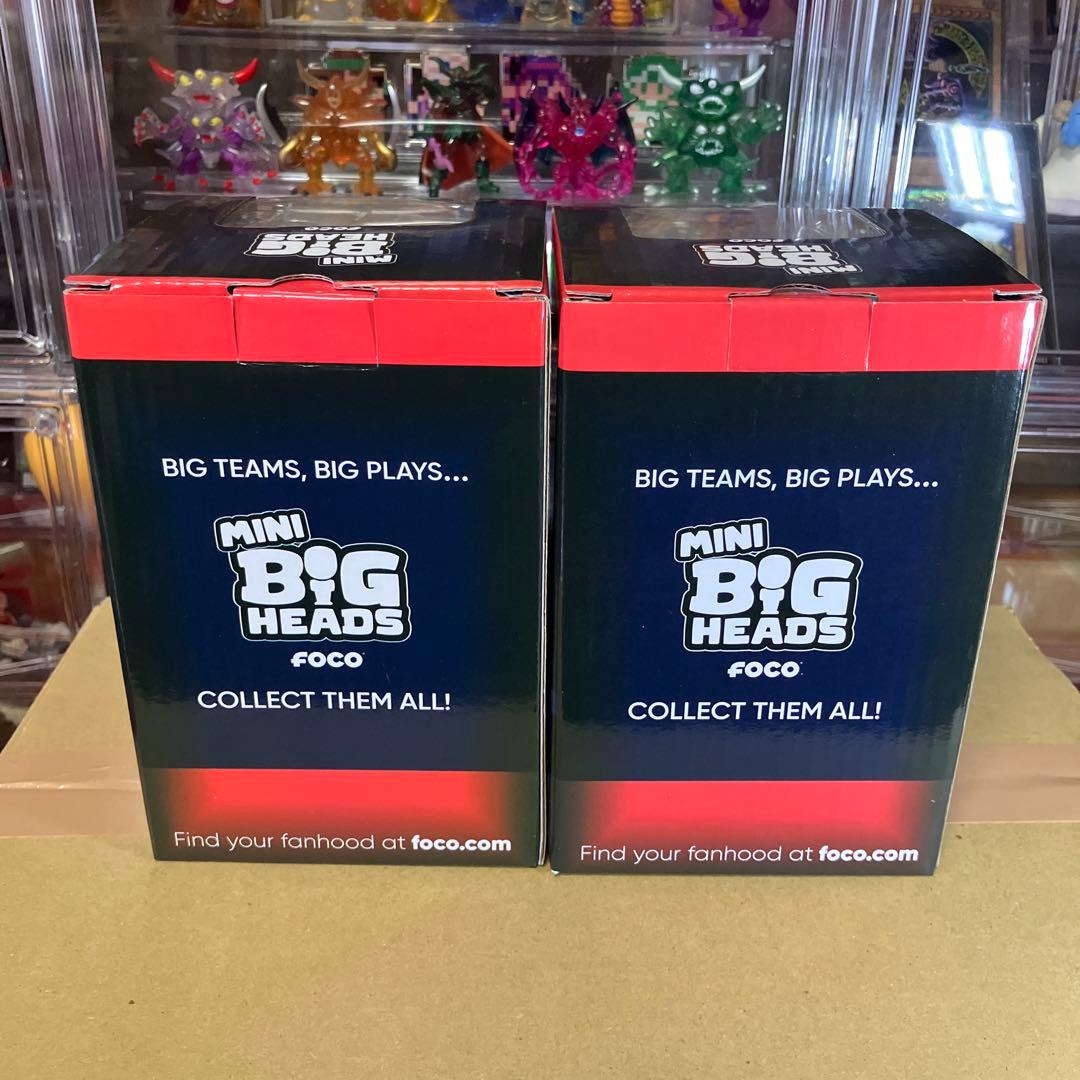 MINI
BIG
HEADS
FOCO
MINI
BIG
HEADS
FOCO
BIG TEAMS, BIG PLAYS...
MINI
BIG
HEADS
FOCO
COLLECT THEM ALL!
Find your fanhood at foco.com
BIG TEAMS, BIG PLAYS...
MINI
BIG
HEADS
FOCO
COLLECT THEM ALL!
Find your fanhood at foco.com